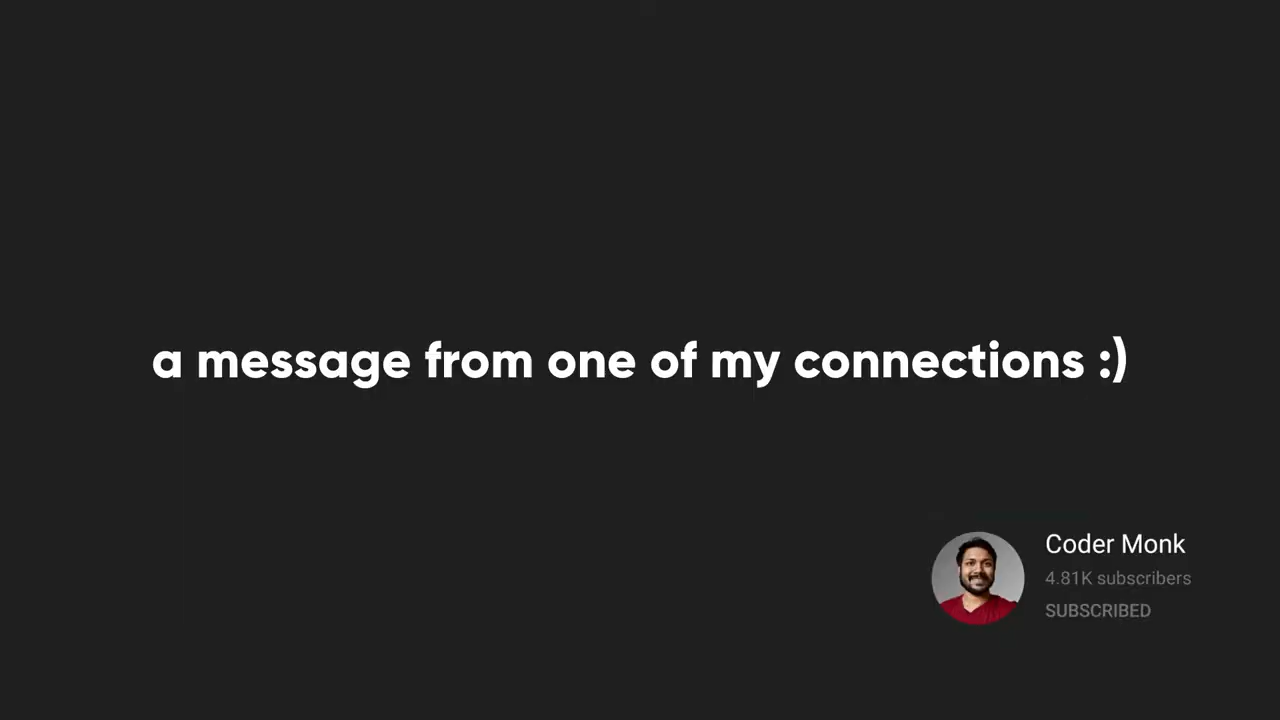 a message from one of my connections :)
Coder Monk
4.81K subscribers
SUBSCRIBED